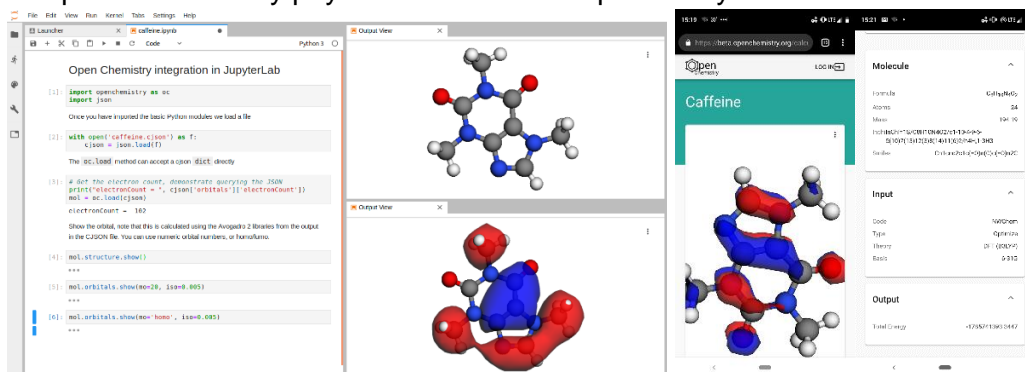 File Edit View Run Kernel Tabs Settings Help
Launcher
caffeine.ipynb
Code
Python 3
Open Chemistry integration in JupyterLab
[1]: import openchemistry as oc
import json
Once you have imported the basic Python modules we load a file
[2]: with open('caffeine.cjson') as f:
cjson = json.load(f)
The oc.load method can accept a cjson dict directly
[3]: # Get the electron count, demonstrate querying the JSON
print("electronCount = ", cjson['orbitals']['electronCount'])
mol = oc.load(cjson)
electronCount = 102
Show the orbital, note that this is calculated using the Avogadro 2 libraries from the output
in the CJSON file. You can use numeric orbital numbers, or homo/lumo.
[4]: mol.structure.show()
[5]: mol.orbitals.show(mo=20, iso=0.005)
[6]: mol.orbitals.show(mo='homo', iso=0.005)
Output View
Output View
15:19
LTE
https://beta.openchemistry.org/calc
Open
Chemistry
LOG IN
Caffeine
15:21
LTE
Molecule
Formula
Atoms 24
Mass 194.19
InChI
Smiles
Input
Code NWChem
Type Optimize
Theory
Basis 6-31G
Output
Total Energy